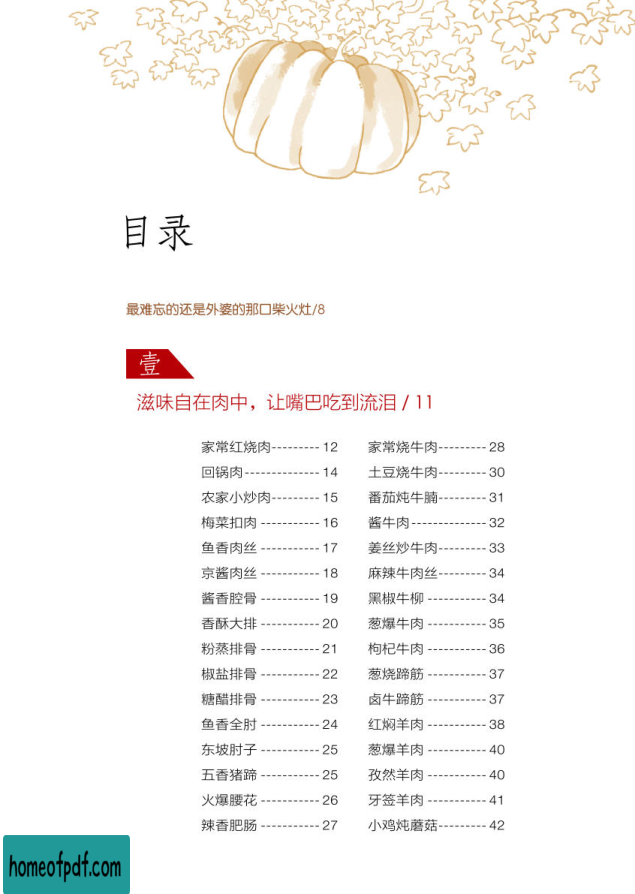 目录
最难忘的还是外婆的那口柴火灶/8
壹
滋味自在肉中，让嘴巴吃到流泪 / 11
家常红烧肉--------- 12
回锅肉-------------- 14
农家小炒肉--------- 15
梅菜扣肉 ----------- 16
鱼香肉丝 ----------- 17
京酱肉丝 ----------- 18
酱香腔骨 ----------- 19
香酥大排 ----------- 20
粉蒸排骨 ----------- 21
椒盐排骨 ----------- 22
糖醋排骨 ----------- 23
鱼香全肘 ----------- 24
东坡肘子 ----------- 25
五香猪蹄 ----------- 25
火爆腰花 ----------- 26
辣香肥肠 ----------- 27
家常烧牛肉--------- 28
土豆烧牛肉--------- 30
番茄炖牛腩--------- 31
酱牛肉-------------- 32
姜丝炒牛肉--------- 33
麻辣牛肉丝--------- 34
黑椒牛柳 ----------- 34
葱爆牛肉 ----------- 35
枸杞牛肉 ----------- 36
葱烧蹄筋 ----------- 37
卤牛蹄筋 ----------- 37
红焖羊肉 ----------- 38
葱爆羊肉 ----------- 40
孜然羊肉 ----------- 40
牙签羊肉 ----------- 41
小鸡炖蘑菇--------- 42
homeofpdf.com